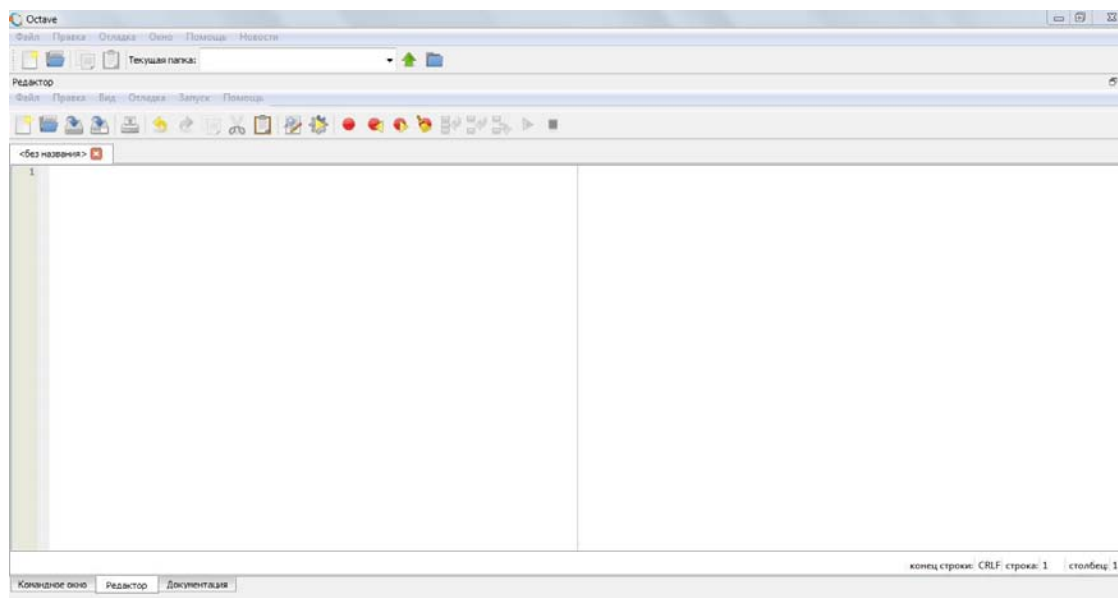 Octave
Файл Правка Отладка Окно Помощь Новости
Текущая папка:
Редактор
Файл Правка Вид Отладка Запуск Помощь
<без названия>
1
конец строки: CRLF строка: 1 столбец: 1
Командное окно Редактор Документация